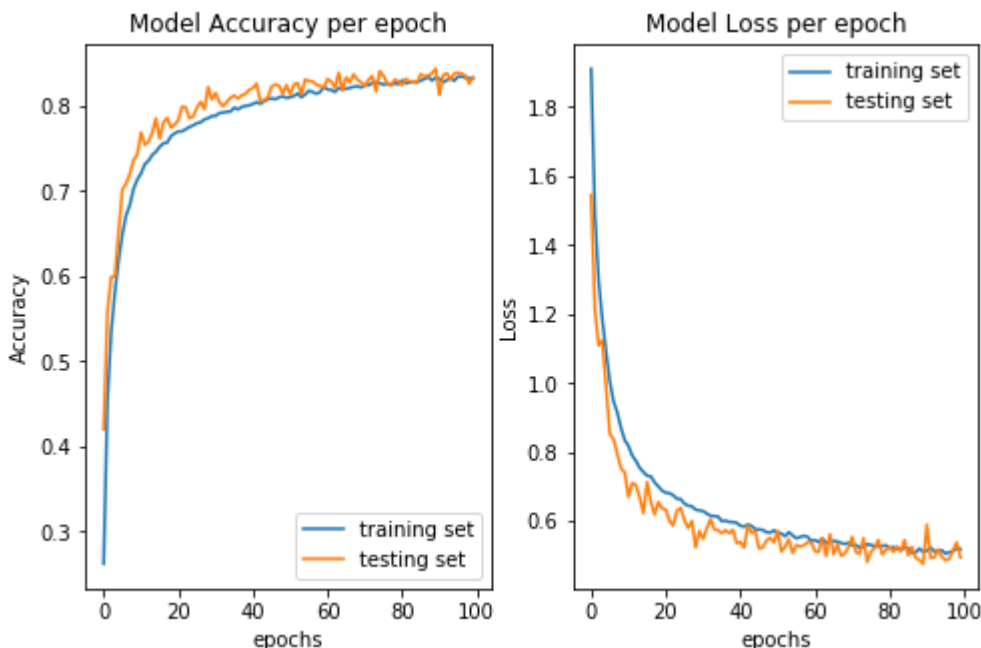 Model Accuracy per epoch
Accuracy
0.8
0.7
0.6
0.5
0.4
0.3
training set
testing set
0 20 40 60 80 100
epochs
Model Loss per epoch
Loss
training set
testing set
1.8
1.6
1.4
1.2
1.0
0.8
0.6
0 20 40 60 80 100
epochs